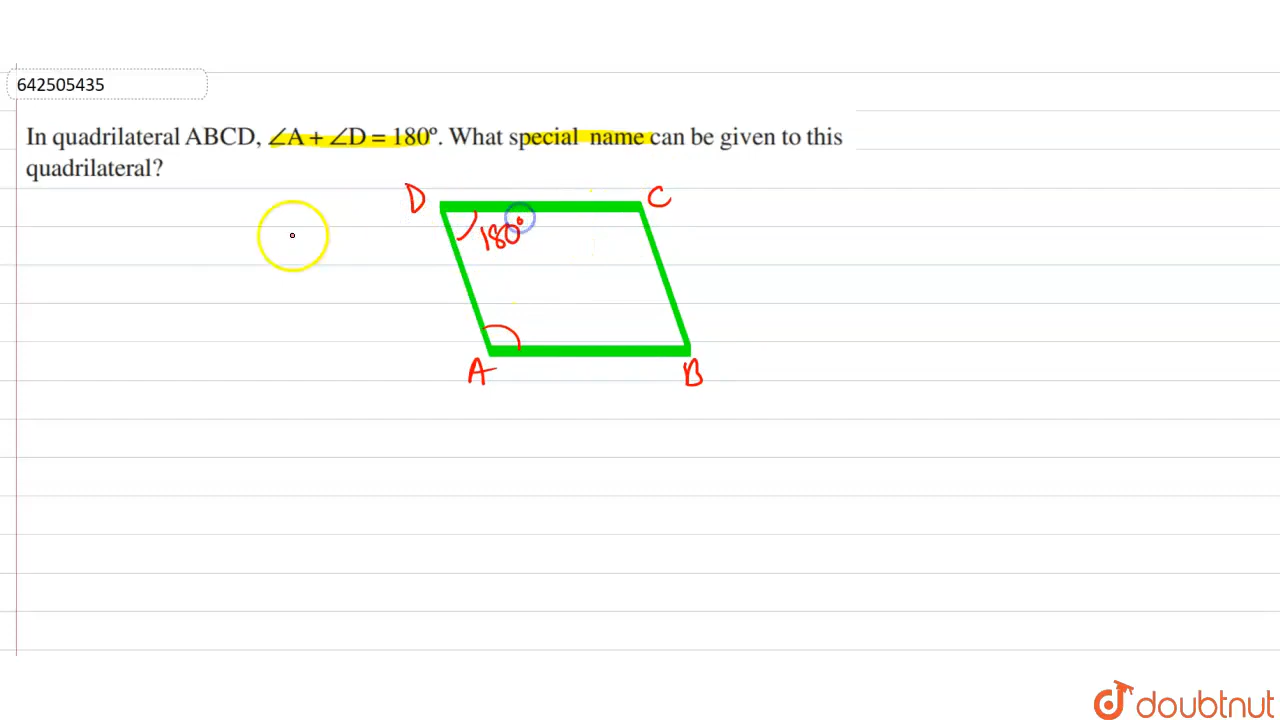 642505435
In quadrilateral ABCD, ∠A + ∠D = 180º. What special name can be given to this
quadrilateral?
D C
180°
A B
doubtnut